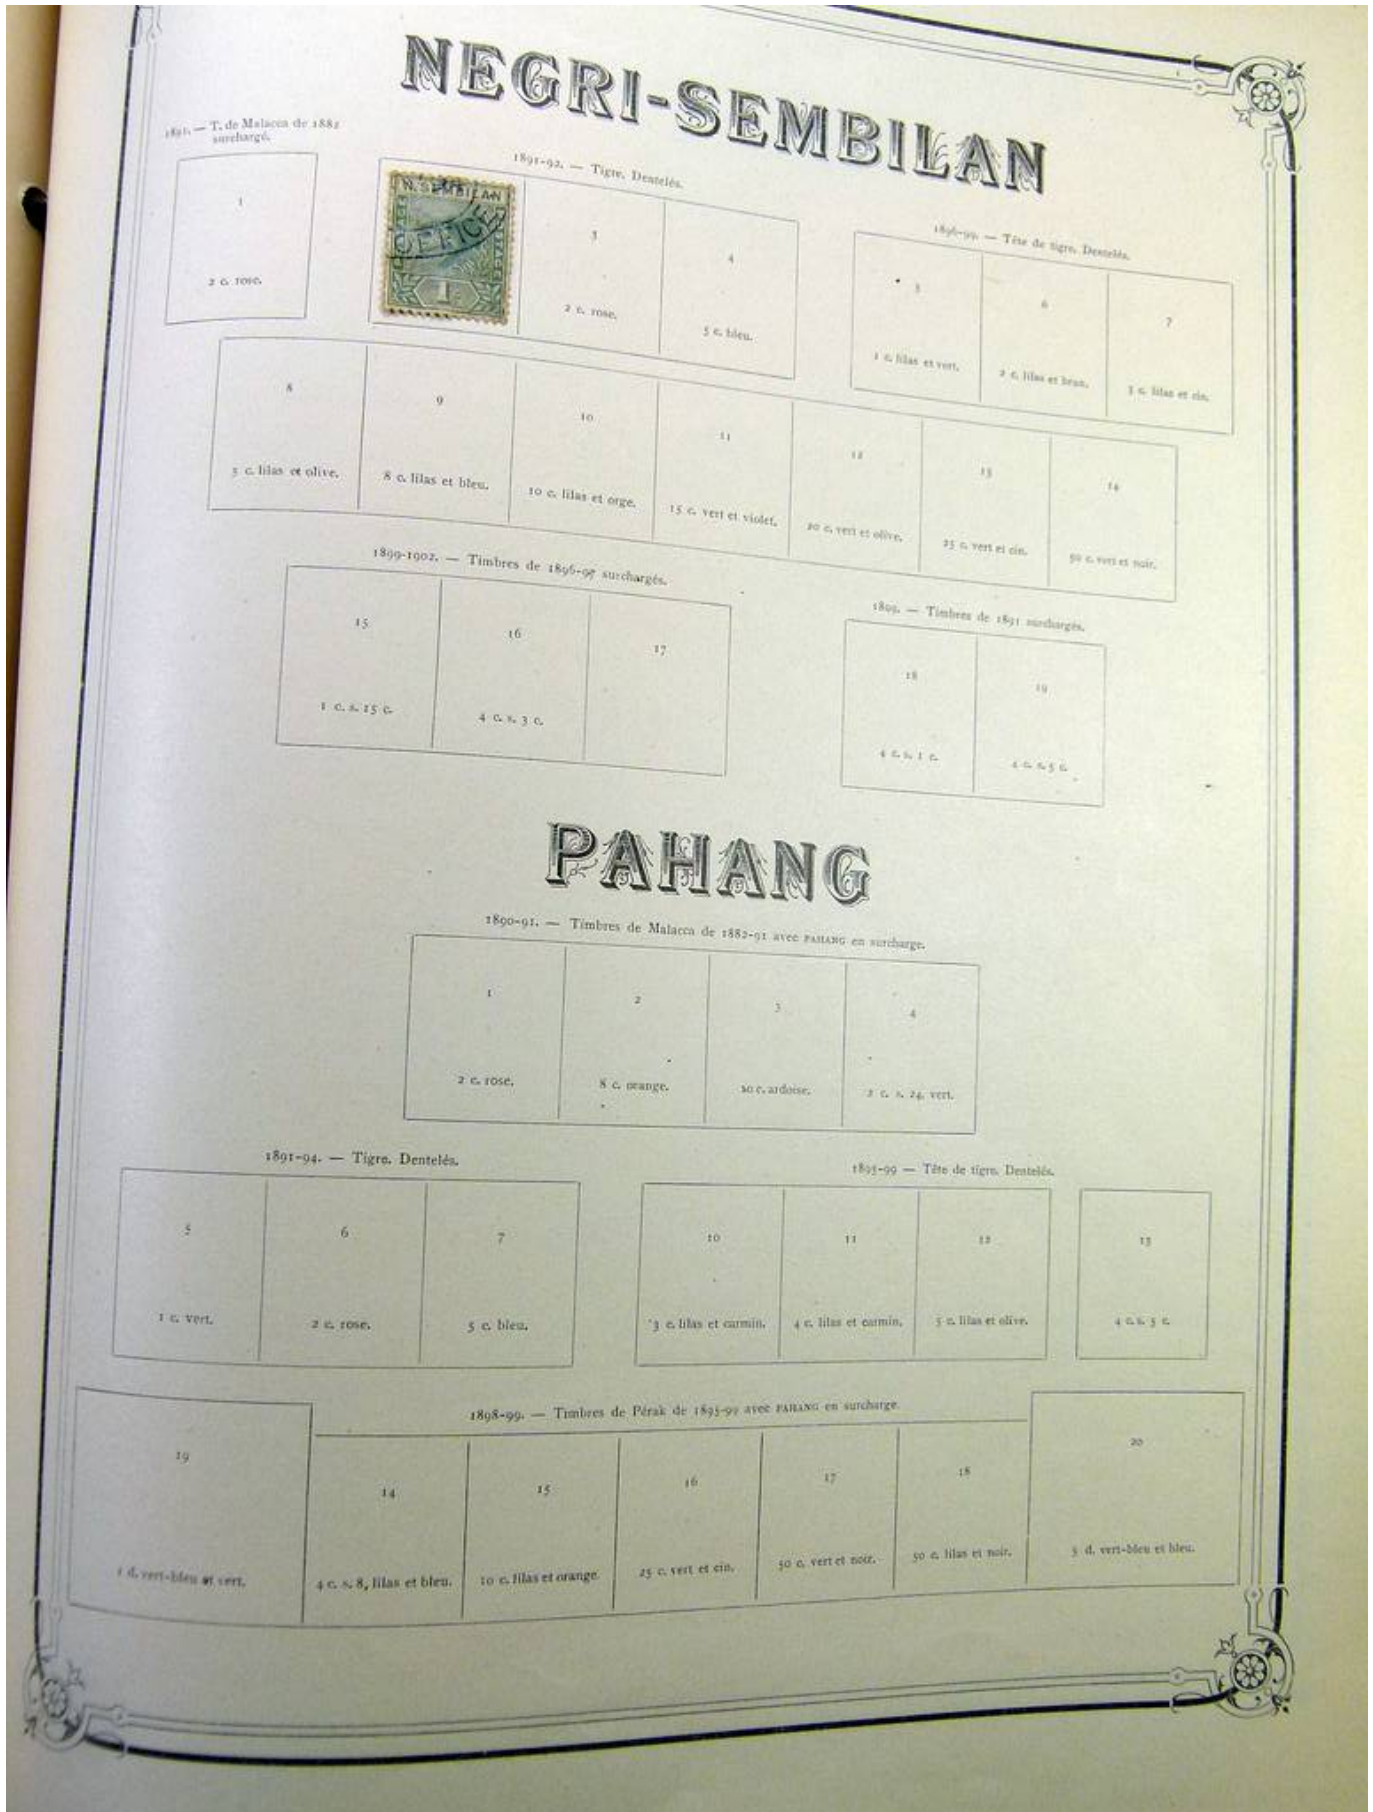 NEGRI-SEMBILAN
1891. — T. de Malacca de 1882
surchargé.
1
2 c. rose.
1891-92. — Tigre. Dentelés.
N. SEMBILAN
OFFICE
POSTAGE
1
3
2 c. rose.
4
5 c. bleu.
1896-99. — Tête de tigre. Dentelés.
5
1 c. lilas et vert.
6
2 c. lilas et brun.
7
3 c. lilas et cin.
8
5 c. lilas et olive.
9
8 c. lilas et bleu.
10
10 c. lilas et orge.
11
15 c. vert et violet.
12
20 c. vert et olive.
13
25 c. vert et cin.
14
50 c. vert et noir.
1899-1902. — Timbres de 1896-97 surchargés.
15
1 c. s. 15 c.
16
4 c. s. 3 c.
17
1899. — Timbres de 1891 surchargés.
18
4 c. s. 1 c.
19
4 c. s. 5 c.
PAHANG
1890-91. — Timbres de Malacca de 1882-91 avec PAHANG en surcharge.
1
2 c. rose.
2
8 c. orange.
3
10 c. ardoise.
4
2 c. s. 24, vert.
1891-94. — Tigre. Dentelés.
5
1 c. vert.
6
2 c. rose.
7
5 c. bleu.
1895-99 — Tête de tigre. Dentelés.
10
3 c. lilas et carmin.
11
4 c. lilas et carmin.
12
5 c. lilas et olive.
13
4 c. s. 5 c.
1898-99. — Timbres de Pérak de 1895-99 avec PAHANG en surcharge.
19
1 d. vert-bleu et vert.
14
4 c. s. 8, lilas et bleu.
15
10 c. lilas et orange.
16
25 c. vert et cin.
17
50 c. vert et noir.
18
50 c. lilas et noir.
20
5 d. vert-bleu et bleu.